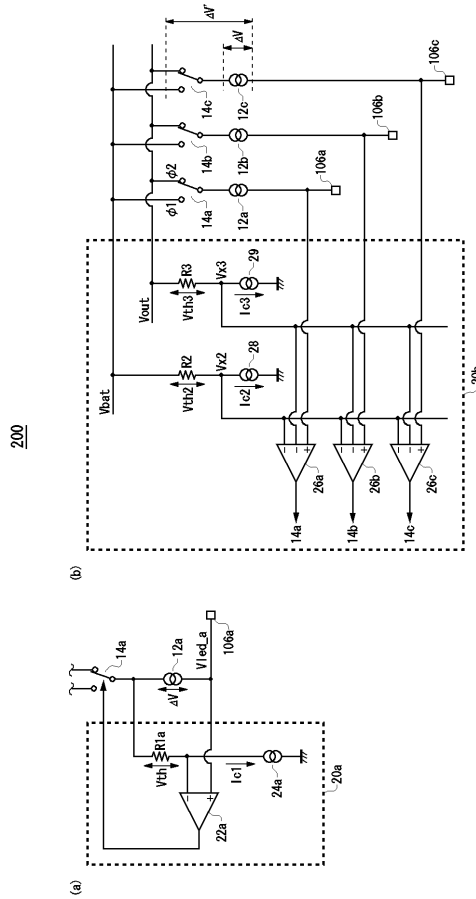 200
(a)
14a
12a
ΔV
Vled_a
106a
R1a
Vth
22a
Ic1
24a
20a
(b)
Vbat
Vout
φ1
φ2
14a
14b
14c
12a
12b
12c
ΔV
ΔV'
106a
106b
106c
R2
Vth2
Vx2
Ic2
28
R3
Vth3
Vx3
Ic3
29
26a
26b
26c
14a
14b
14c